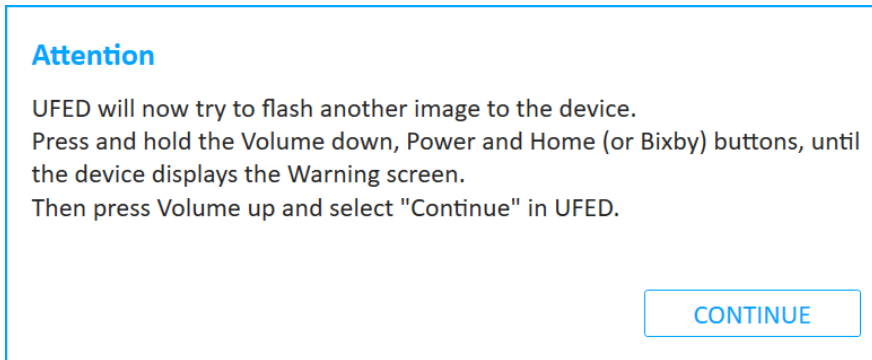 Attention
UFED will now try to flash another image to the device.
Press and hold the Volume down, Power and Home (or Bixby) buttons, until
the device displays the Warning screen.
Then press Volume up and select "Continue" in UFED.
CONTINUE